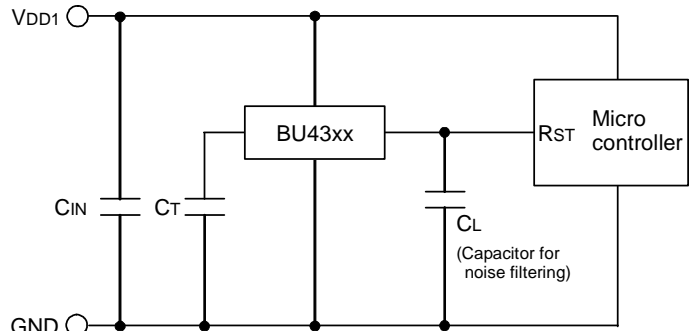 VDD1
BU43xx
RST
Micro
controller
CIN
CT
CL
(Capacitor for
noise filtering)
GND